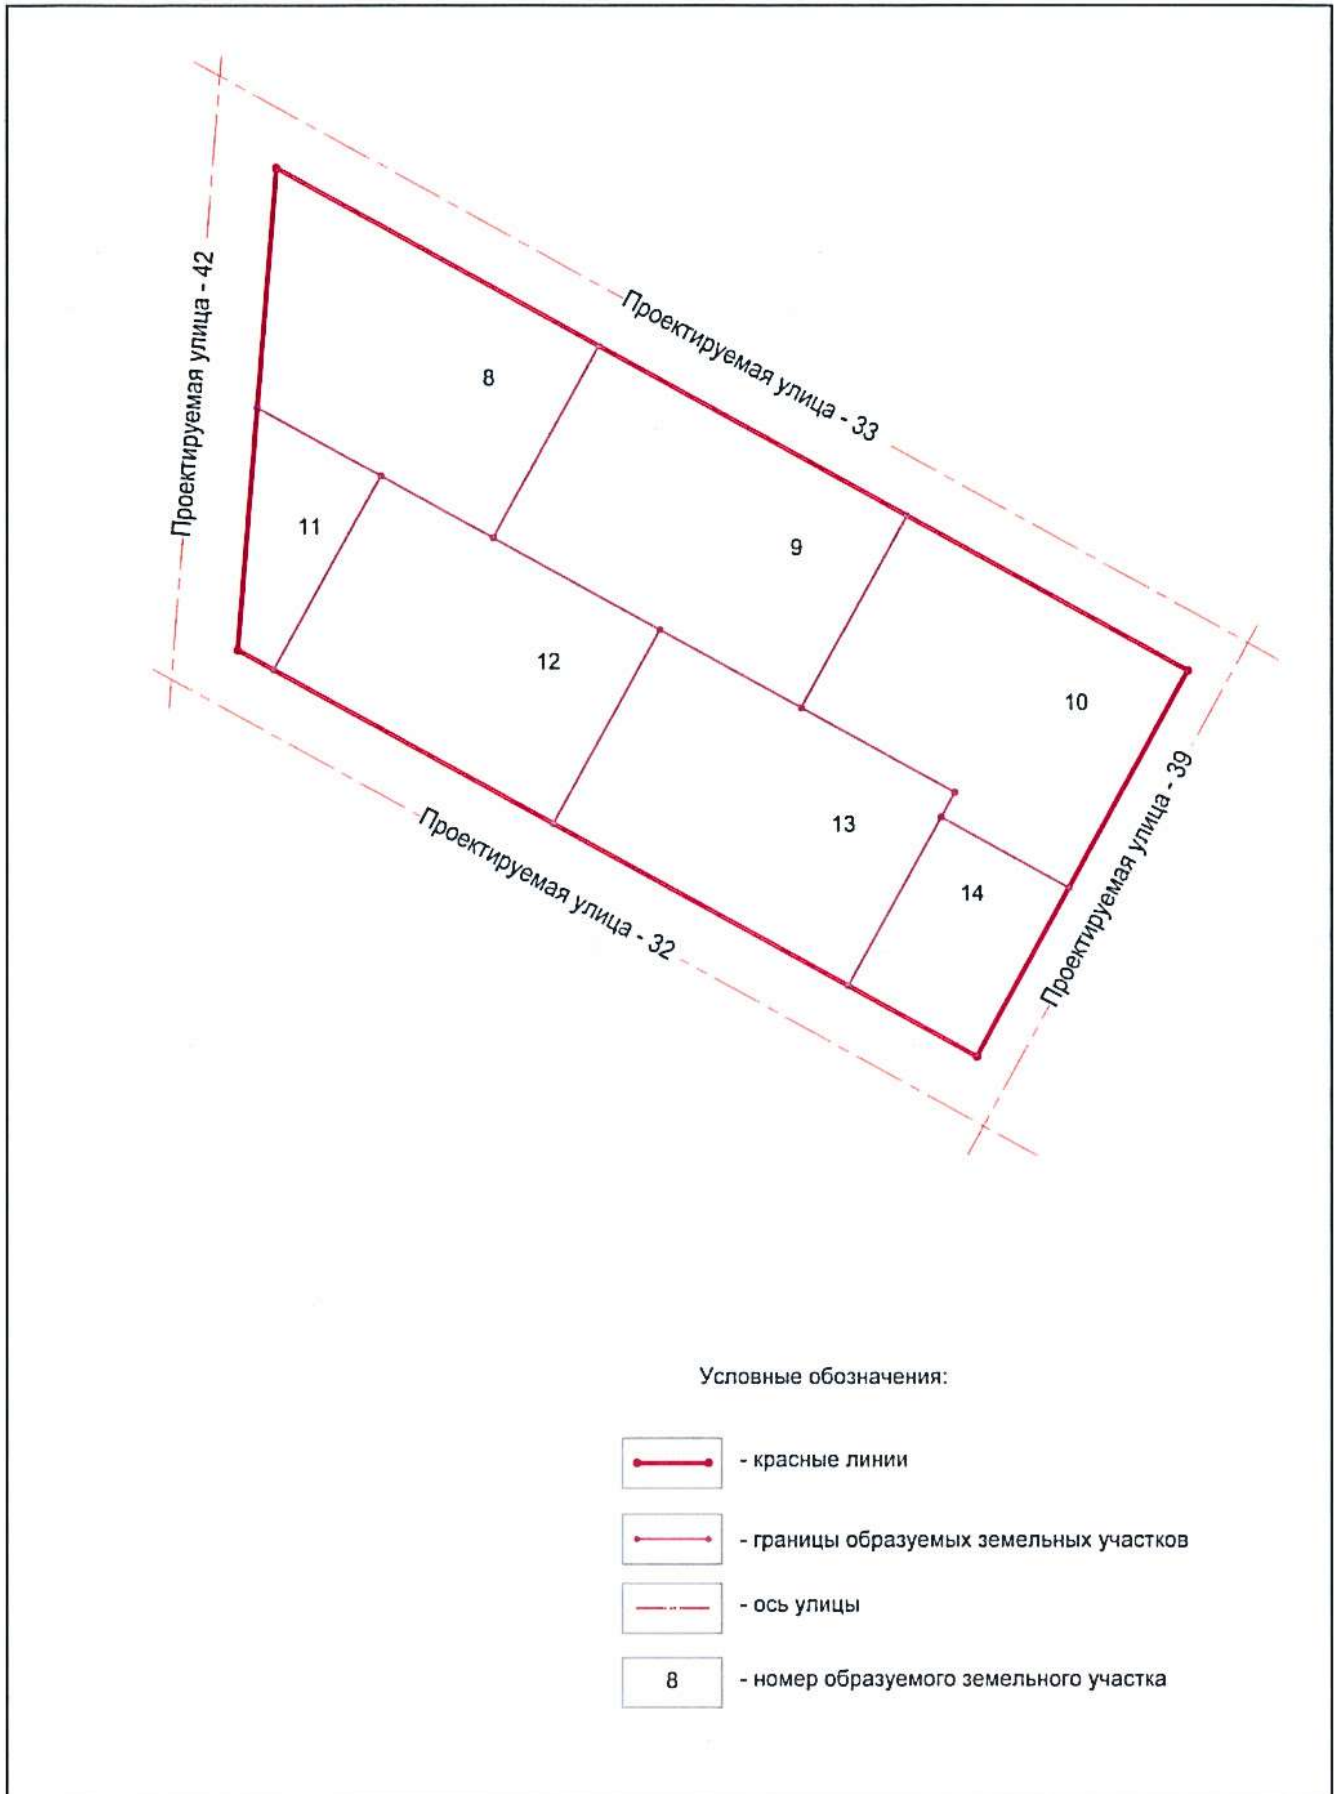 Проектируемая улица - 42
Проектируемая улица - 33
8
9
11
12
10
13
14
Проектируемая улица - 39
Проектируемая улица - 32
Условные обозначения:
- красные линии
- границы образуемых земельных участков
- ось улицы
8
- номер образуемого земельного участка